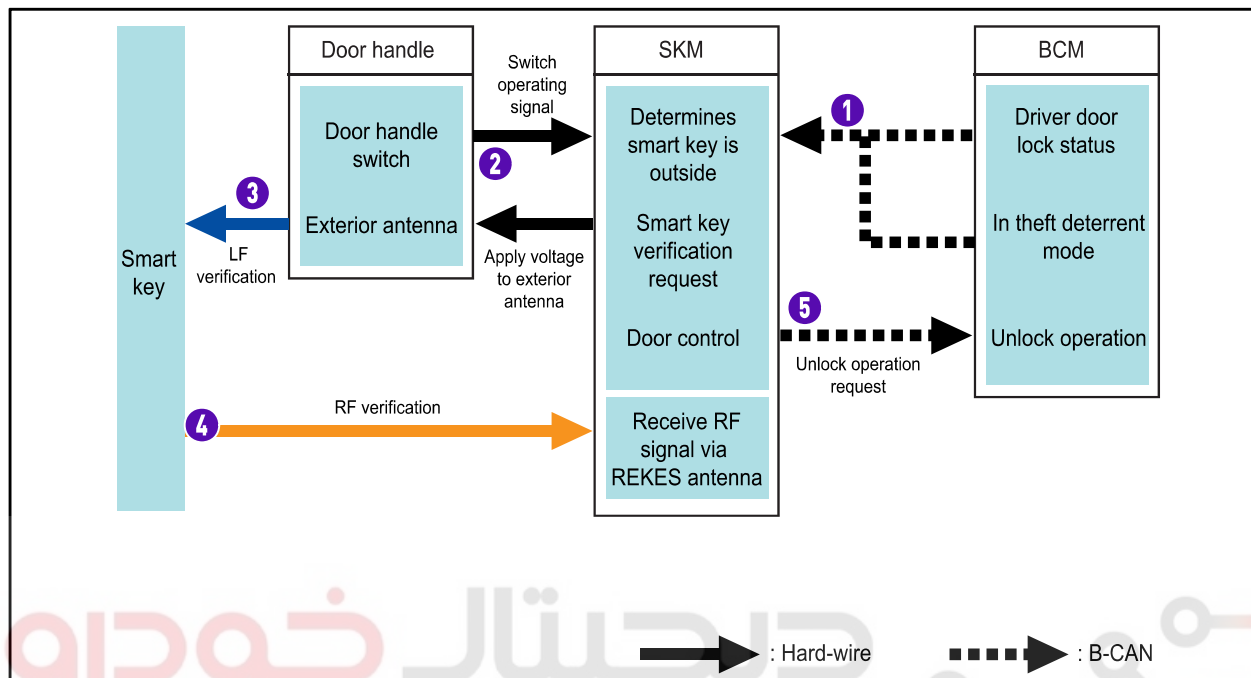 Door handle
SKM
BCM
Switch
operating
signal
1
Door handle
switch
2
Determines
smart key is
outside
Driver door
lock status
3
Exterior antenna
Smart key
verification
request
In theft deterrent
mode
Smart
key
LF
verification
Apply voltage
to exterior
antenna
5
Door control
Unlock operation
Unlock operation
request
RF verification
4
Receive RF
signal via
REKES antenna
دیجیتال خودرو
: Hard-wire
: B-CAN